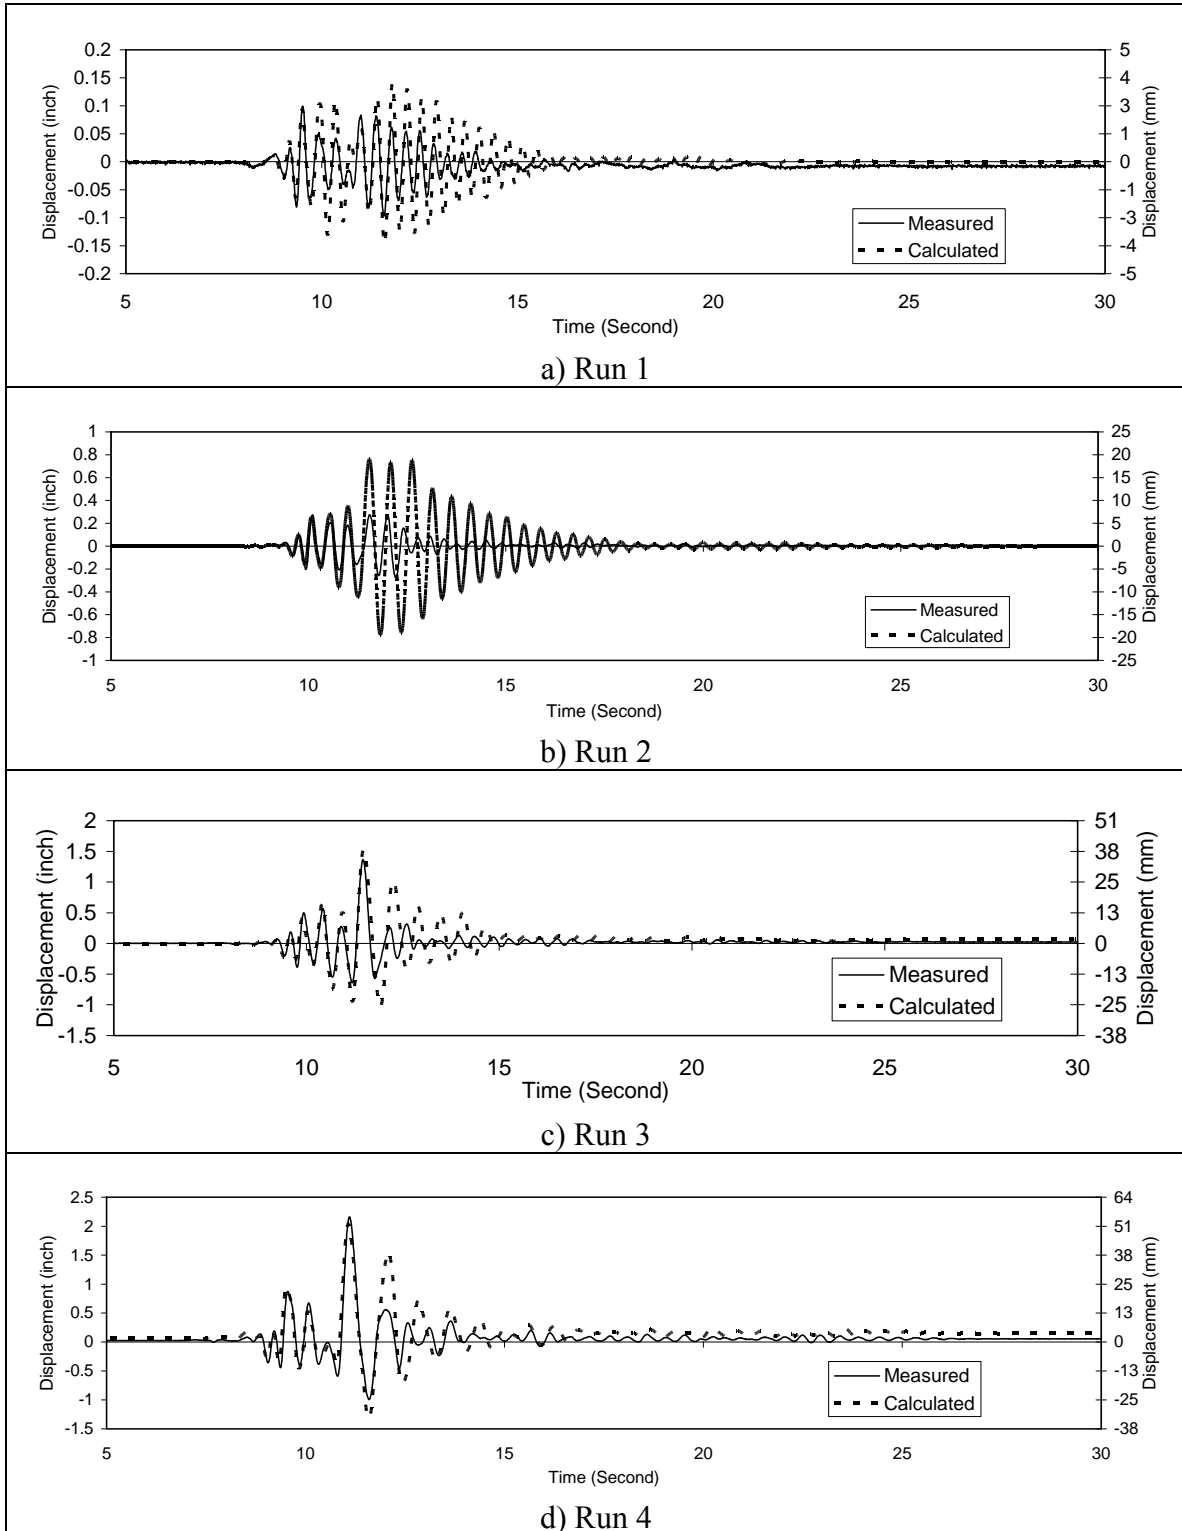 0.2
0.15
0.1
0.05
0
-0.05
-0.1
-0.15
-0.2
Displacement (inch)
5
4
3
1
0
-1
-3
-4
-5
Displacement (mm)
Measured
Calculated
5 10 15 20 25 30
Time (Second)
a) Run 1
1
0.8
0.6
0.4
0.2
0
-0.2
-0.4
-0.6
-0.8
-1
Displacement (inch)
25
20
15
10
5
0
-5
-10
-15
-20
-25
Displacement (mm)
Measured
Calculated
5 10 15 20 25 30
Time (Second)
b) Run 2
2
1.5
1
0.5
0
-0.5
-1
-1.5
Displacement (inch)
51
38
25
13
0
-13
-25
-38
Displacement (mm)
Measured
Calculated
5 10 15 20 25 30
Time (Second)
c) Run 3
2.5
2
1.5
1
0.5
0
-0.5
-1
-1.5
Displacement (inch)
64
51
38
25
13
0
-13
-25
-38
Displacement (mm)
Measured
Calculated
5 10 15 20 25 30
Time (Second)
d) Run 4